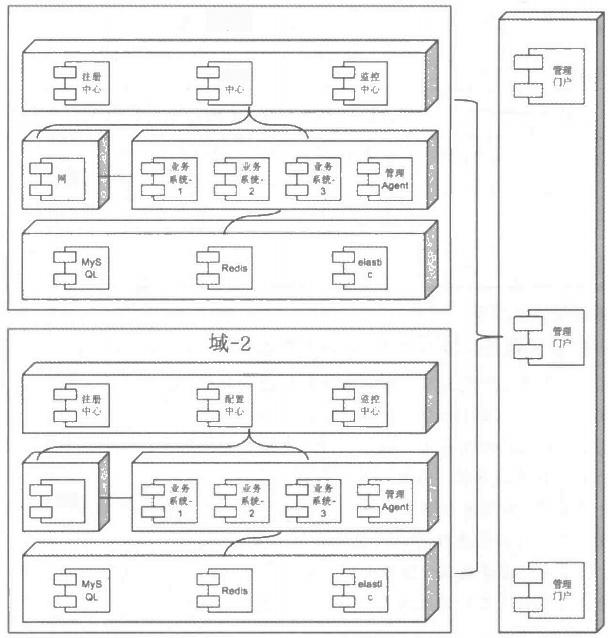 注册
中心
中心
监控
中心
管理
门户
网
业务
系统-
1
业务
系统-
2
业务
系统-
3
管理
Agent
MyS
QL
Redis
elasti
c
管理
门户
域-2
注册
中心
配置
中心
监控
中心
业务
系统-
1
业务
系统-
2
业务
系统-
3
管理
Agent
MyS
QL
Redis
elasti
c
管理
门户